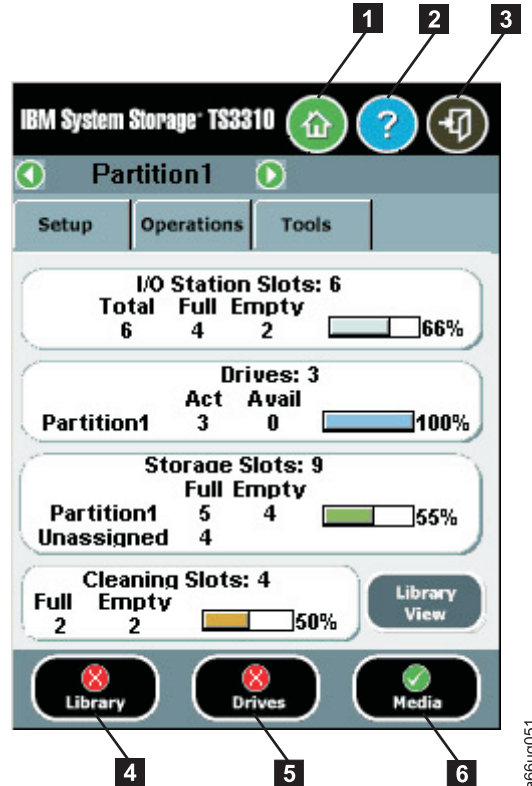 1 2 3
IBM System Storage· TS3310
?
Partition1
Setup Operations Tools
I/O Station Slots: 6
Total Full Empty
6 4 2 66%
Drives: 3
Act Avail
Partition1 3 0 100%
Storage Slots: 9
Full Empty
Partition1 5 4 55%
Unassigned 4
Cleaning Slots: 4
Full Empty
2 2 50%
Library
View
Library Drives Media
4 5 6
a66ug051